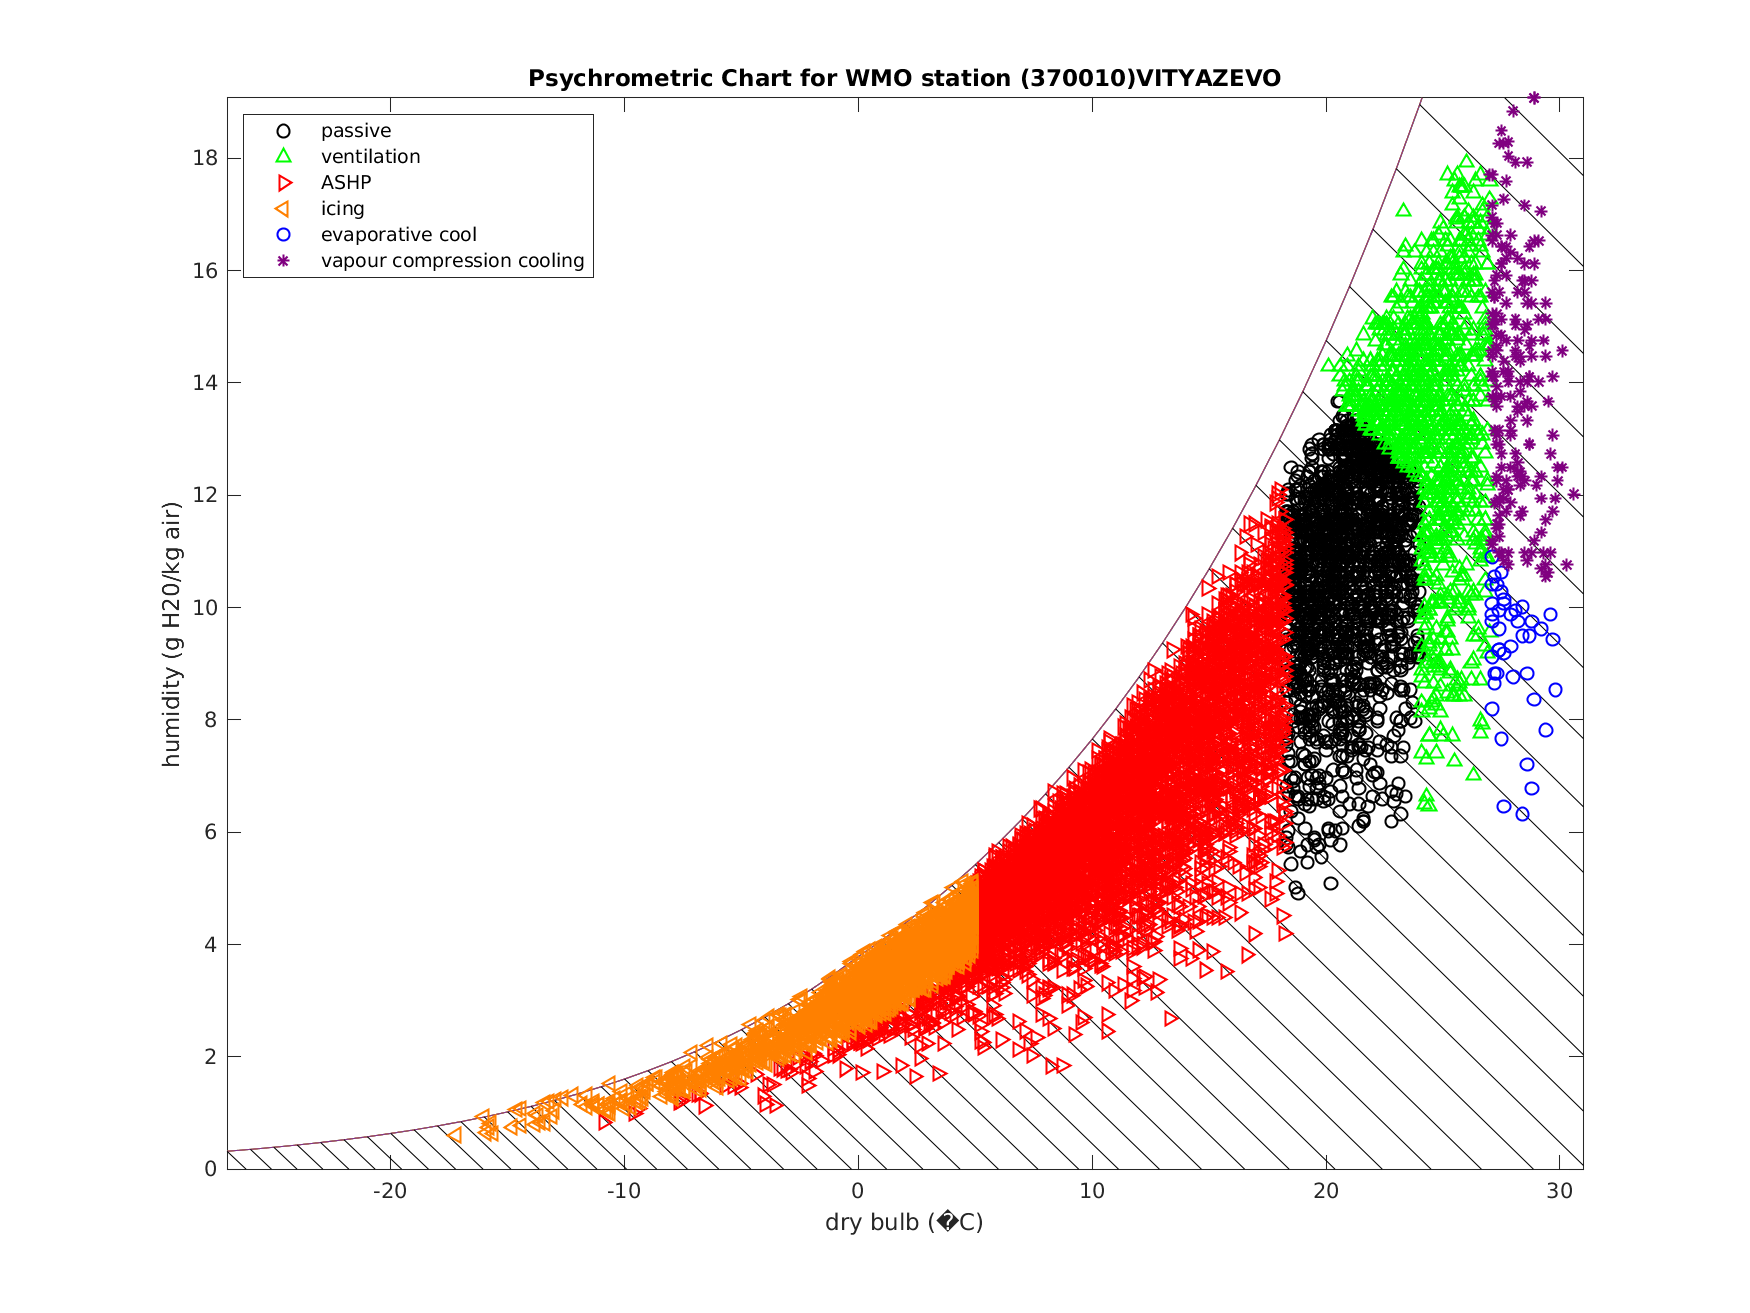 Psychrometric Chart for WMO station (370010)VITYAZEVO
passive
ventilation
ASHP
icing
evaporative cool
vapour compression cooling
humidity (g H20/kg air)
18
16
14
12
10
8
6
4
2
0
-20 -10 0 10 20 30
dry bulb (�C)